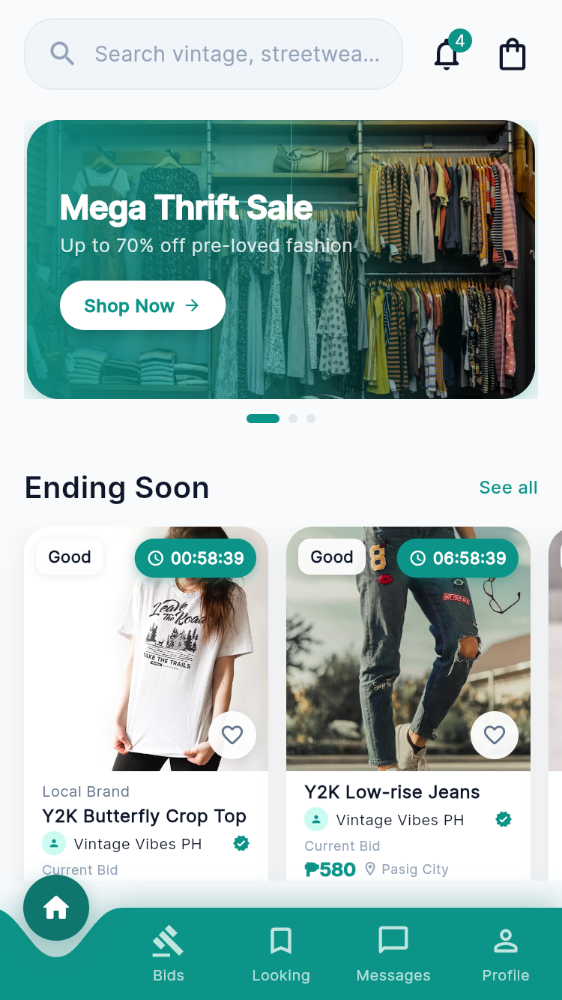 Search vintage, streetwea...
4
Mega Thrift Sale
Up to 70% off pre-loved fashion
Shop Now
Ending Soon
See all
Good
00:58:39
Leave
The Road
TAKE THE TRAILS
Local Brand
Y2K Butterfly Crop Top
Vintage Vibes PH
Current Bid
Good
06:58:39
8
Y2K Low-rise Jeans
Vintage Vibes PH
Current Bid
₱580
Pasig City
Bids
Looking
Messages
Profile